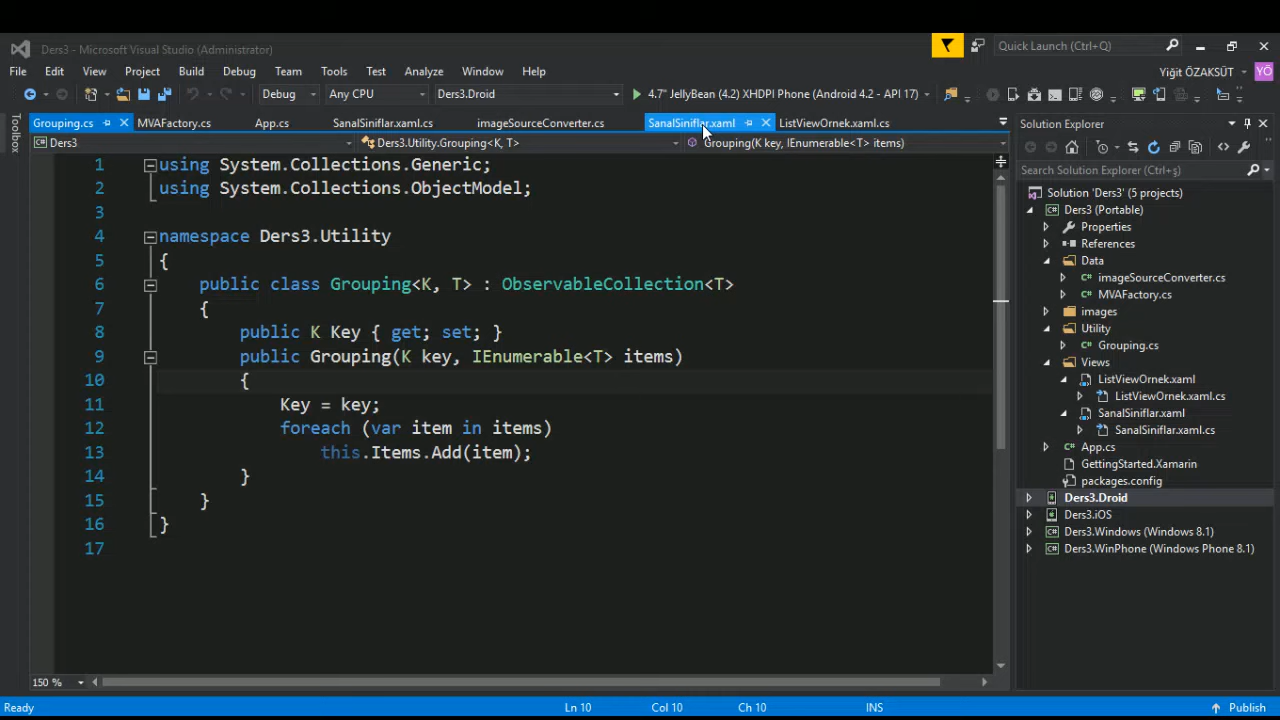 Ders3 - Microsoft Visual Studio (Administrator)
Quick Launch (Ctrl+Q)
File Edit View Project Build Debug Team Tools Test Analyze Window Help
Yiğit ÖZAKSÜT YÖ
Debug Any CPU Ders3.Droid 4.7" JellyBean (4.2) XHDPI Phone (Android 4.2 - API 17)
Toolbox
Grouping.cs MVAFactory.cs App.cs SanalSiniflar.xaml.cs imageSourceConverter.cs SanalSiniflar.xaml ListViewOrnek.xaml.cs
Ders3 Ders3.Utility.Grouping<K, T> Grouping(K key, IEnumerable<T> items)
1 using System.Collections.Generic;
2 using System.Collections.ObjectModel;
3
4 namespace Ders3.Utility
5 {
6 public class Grouping<K, T> : ObservableCollection<T>
7 {
8 public K Key { get; set; }
9 public Grouping(K key, IEnumerable<T> items)
10 {
11 Key = key;
12 foreach (var item in items)
13 this.Items.Add(item);
14 }
15 }
16 }
17
150 %
Solution Explorer
Search Solution Explorer (Ctrl+ş)
Solution 'Ders3' (5 projects)
Ders3 (Portable)
Properties
References
Data
imageSourceConverter.cs
MVAFactory.cs
images
Utility
Grouping.cs
Views
ListViewOrnek.xaml
ListViewOrnek.xaml.cs
SanalSiniflar.xaml
SanalSiniflar.xaml.cs
App.cs
GettingStarted.Xamarin
packages.config
Ders3.Droid
Ders3.iOS
Ders3.Windows (Windows 8.1)
Ders3.WinPhone (Windows Phone 8.1)
Ready Ln 10 Col 10 Ch 10 INS Publish